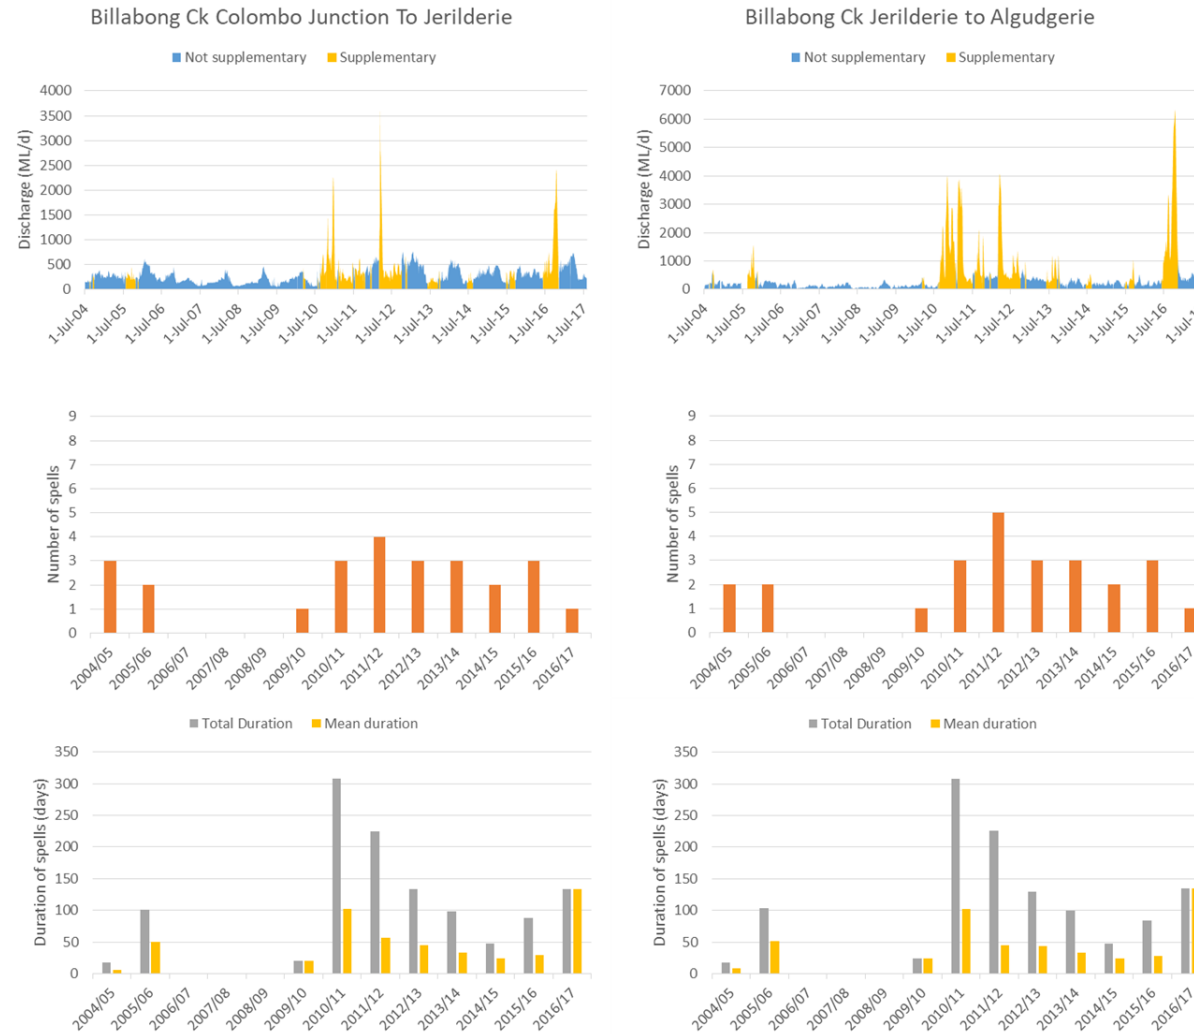 Billabong Ck Colombo Junction To Jerilderie
Not supplementary Supplementary
Discharge (ML/d)
4000
3500
3000
2500
2000
1500
1000
500
0
1-Jul-04 1-Jul-05 1-Jul-06 1-Jul-07 1-Jul-08 1-Jul-09 1-Jul-10 1-Jul-11 1-Jul-12 1-Jul-13 1-Jul-14 1-Jul-15 1-Jul-16 1-Jul-17
Billabong Ck Jerilderie to Algudgerie
Not supplementary Supplementary
Discharge (ML/d)
7000
6000
5000
4000
3000
2000
1000
0
1-Jul-04 1-Jul-05 1-Jul-06 1-Jul-07 1-Jul-08 1-Jul-09 1-Jul-10 1-Jul-11 1-Jul-12 1-Jul-13 1-Jul-14 1-Jul-15 1-Jul-16
Number of spells
9
8
7
6
5
4
3
2
1
0
2004/05 2005/06 2006/07 2007/08 2008/09 2009/10 2010/11 2011/12 2012/13 2013/14 2014/15 2015/16 2016/17
Number of spells
9
8
7
6
5
4
3
2
1
0
2004/05 2005/06 2006/07 2007/08 2008/09 2009/10 2010/11 2011/12 2012/13 2013/14 2014/15 2015/16 2016/17
Total Duration Mean duration
Duration of spells (days)
350
300
250
200
150
100
50
0
2004/05 2005/06 2006/07 2007/08 2008/09 2009/10 2010/11 2011/12 2012/13 2013/14 2014/15 2015/16 2016/17
Total Duration Mean duration
Duration of spells (days)
350
300
250
200
150
100
50
0
2004/05 2005/06 2006/07 2007/08 2008/09 2009/10 2010/11 2011/12 2012/13 2013/14 2014/15 2015/16 2016/17